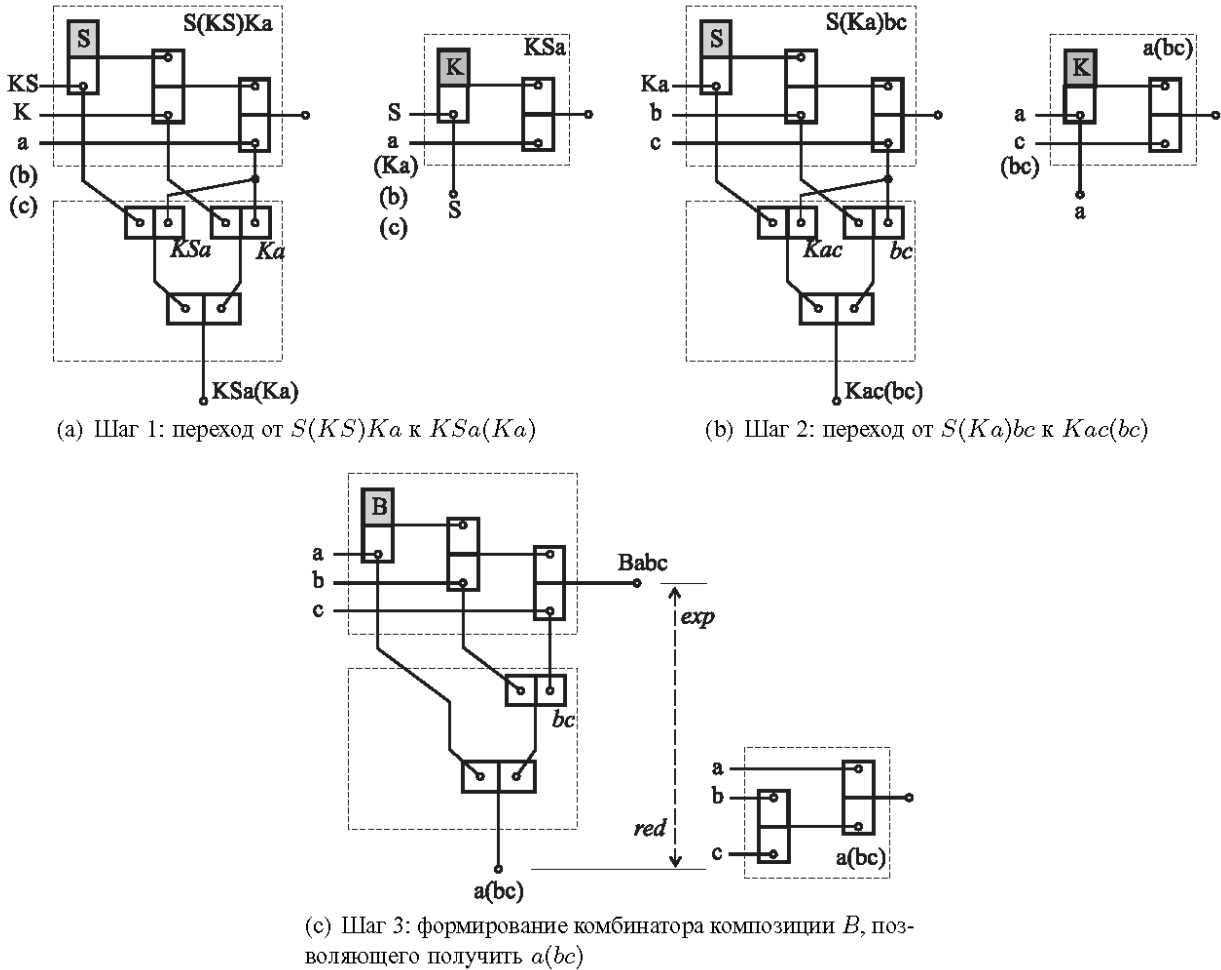 S
S(KS)Ka
KS
K
a
(b)
(c)
KSa
Ka
KSa(Ka)
K
KSa
S
a
(Ka)
(b)
(c)
S
(a) Шаг 1: переход от S(KS)Ka к KSa(Ka)
S
S(Ka)bc
Ka
b
c
Kac
bc
Kac(bc)
K
a(bc)
a
c
(bc)
a
(b) Шаг 2: переход от S(Ka)bc к Kac(bc)
B
a
b
c
Babc
exp
bc
red
a(bc)
a
b
c
a(bc)
(c) Шаг 3: формирование комбинатора композиции B, поз-
воляющего получить a(bc)